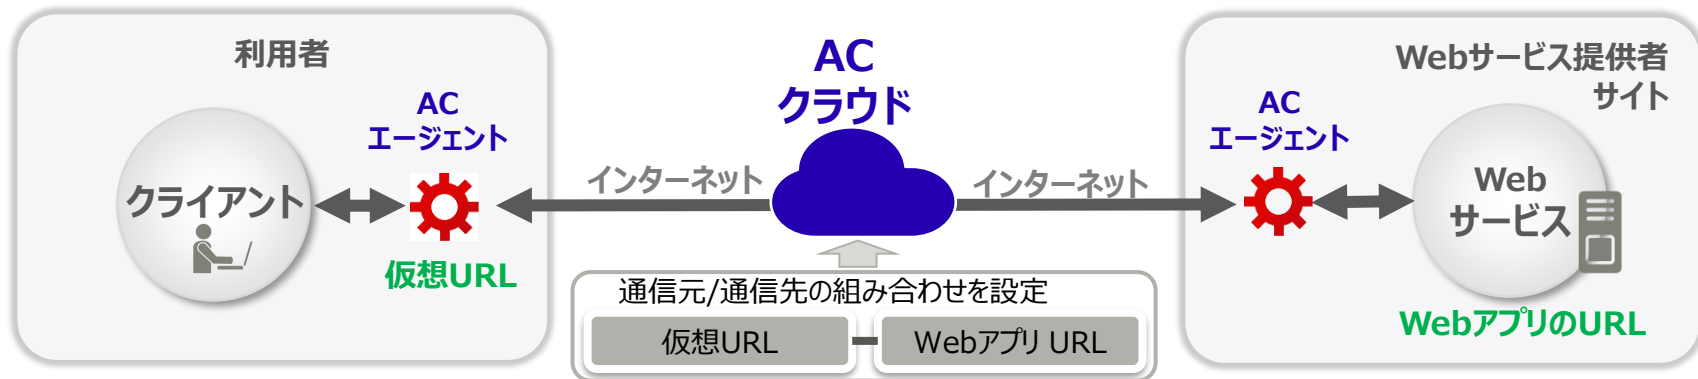 利用者
AC
エージェント
クライアント
仮想URL
インターネット
AC
クラウド
インターネット
通信元/通信先の組み合わせを設定
仮想URL
Webアプリ URL
Webサービス提供者
サイト
AC
エージェント
Web
サービス
WebアプリのURL